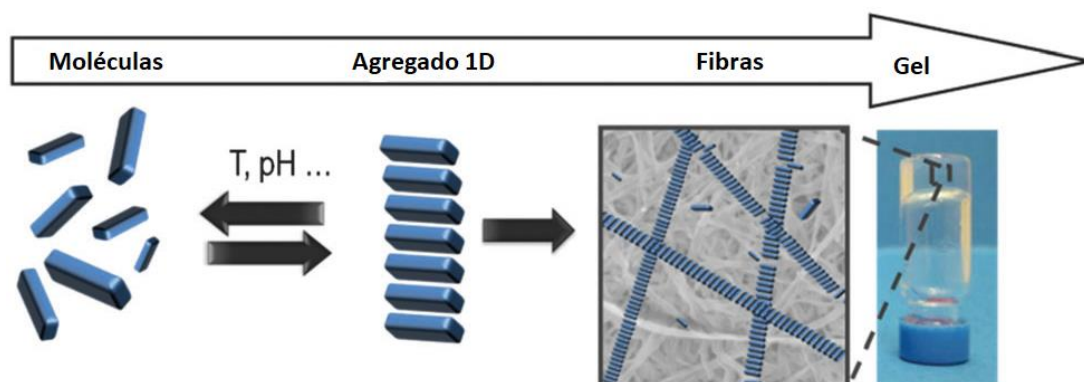 Moléculas
Agregado 1D
Fibras
Gel
T, pH ...